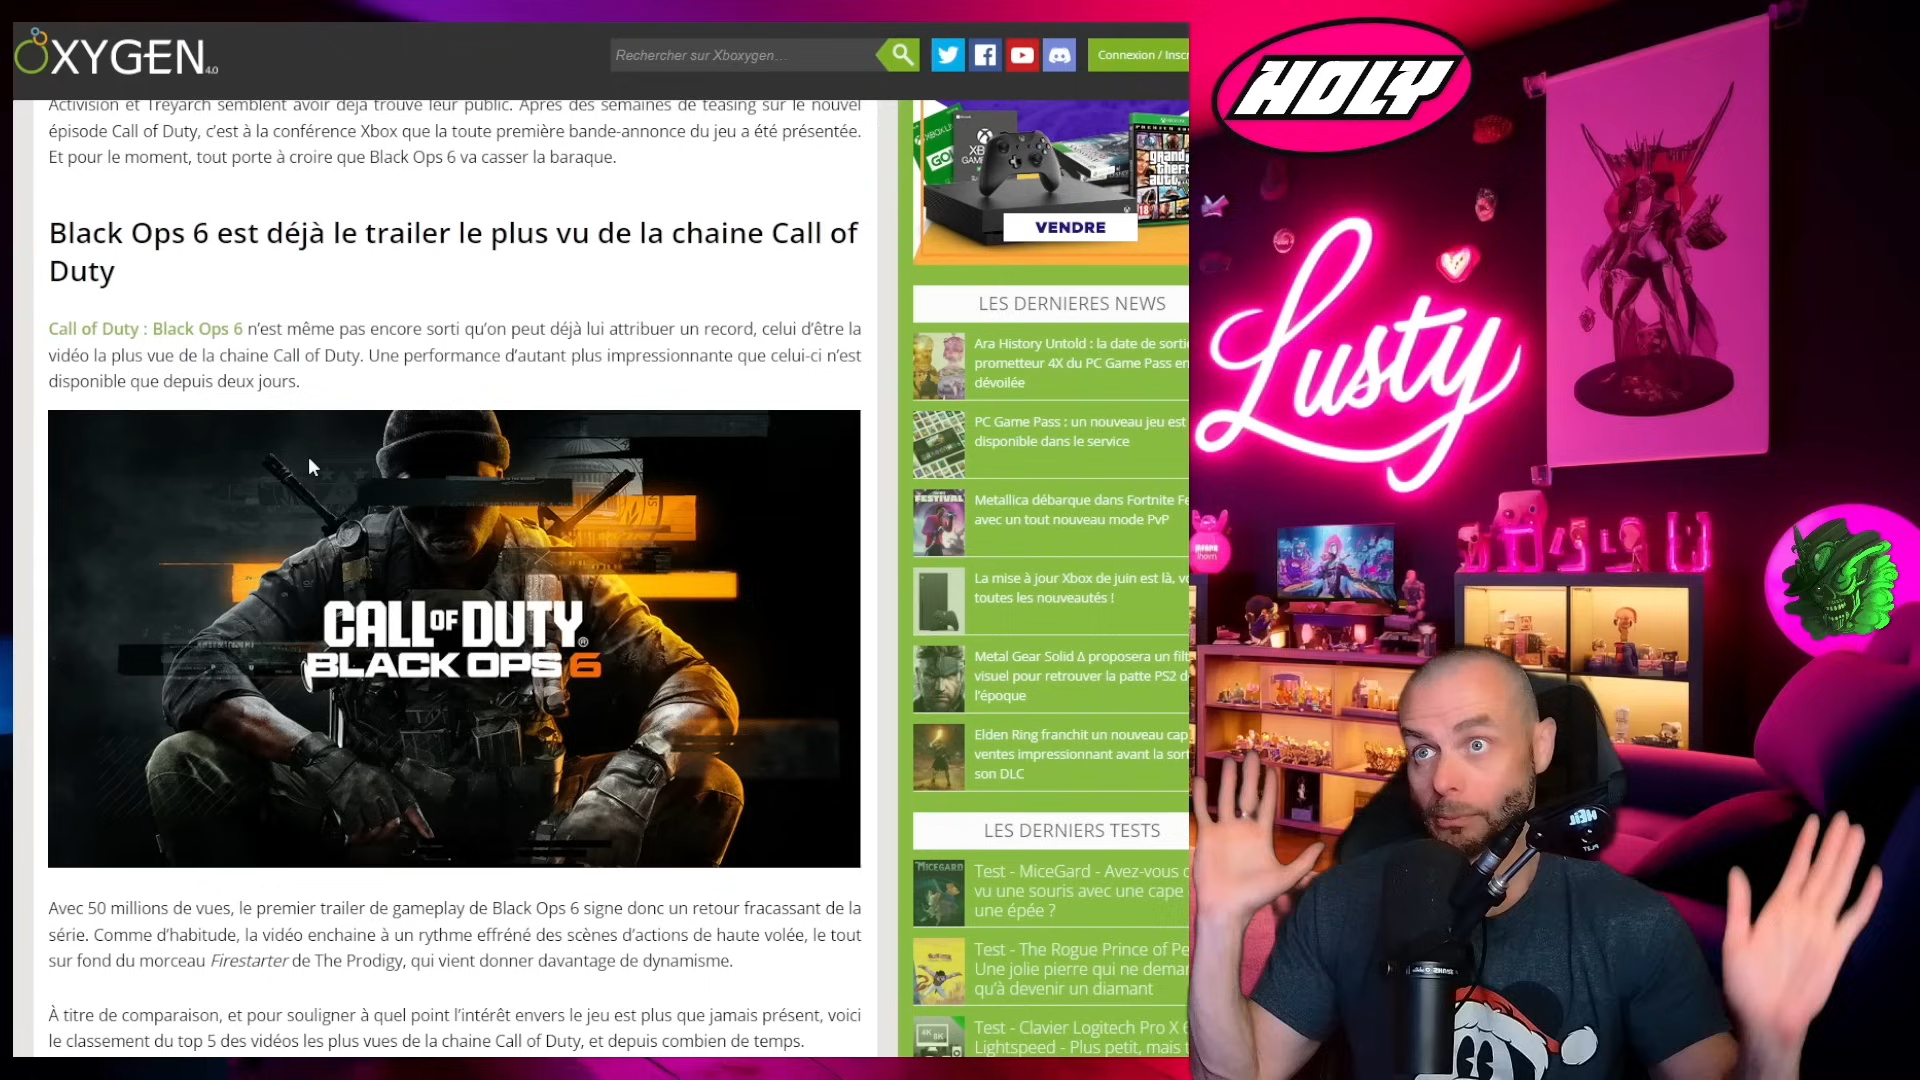 OXYGEN 4.0
Rechercher sur Xboxygen....
Connexion / Inscr
Activision et Treyarch semblent avoir déjà trouvé leur public. Après des semaines de teasing sur le nouvel
épisode Call of Duty, c’est à la conférence Xbox que la toute première bande-annonce du jeu a été présentée.
Et pour le moment, tout porte à croire que Black Ops 6 va casser la baraque.
Black Ops 6 est déjà le trailer le plus vu de la chaine Call of
Duty
Call of Duty : Black Ops 6 n’est même pas encore sorti qu’on peut déjà lui attribuer un record, celui d’être la
vidéo la plus vue de la chaine Call of Duty. Une performance d’autant plus impressionnante que celui-ci n’est
disponible que depuis deux jours.
CALL OF DUTY®
BLACK OPS 6
Avec 50 millions de vues, le premier trailer de gameplay de Black Ops 6 signe donc un retour fracassant de la
série. Comme d’habitude, la vidéo enchaine à un rythme effréné des scènes d’actions de haute volée, le tout
sur fond du morceau Firestarter de The Prodigy, qui vient donner davantage de dynamisme.
À titre de comparaison, et pour souligner à quel point l’intérêt envers le jeu est plus que jamais présent, voici
le classement du top 5 des vidéos les plus vues de la chaine Call of Duty, et depuis combien de temps.
grand
theft
auto
VENDRE
LES DERNIERES NEWS
Ara History Untold : la date de sortie
prometteur 4X du PC Game Pass en
dévoilée
PC Game Pass : un nouveau jeu est
disponible dans le service
FESTIVAL
Metallica débarque dans Fortnite Fe
avec un tout nouveau mode PvP
La mise à jour Xbox de juin est là, vo
toutes les nouveautés !
Metal Gear Solid Δ proposera un filt
visuel pour retrouver la patte PS2 d
l’époque
Elden Ring franchit un nouveau cap
ventes impressionnant avant la sort
son DLC
LES DERNIERS TESTS
MICEGARD
Test - MiceGard - Avez-vous d
vu une souris avec une cape
une épée ?
Test - The Rogue Prince of Pe
Une jolie pierre qui ne deman
qu’à devenir un diamant
4K 8K
Test - Clavier Logitech Pro X 6
Lightspeed - Plus petit, mais t
HOLY
Lusty